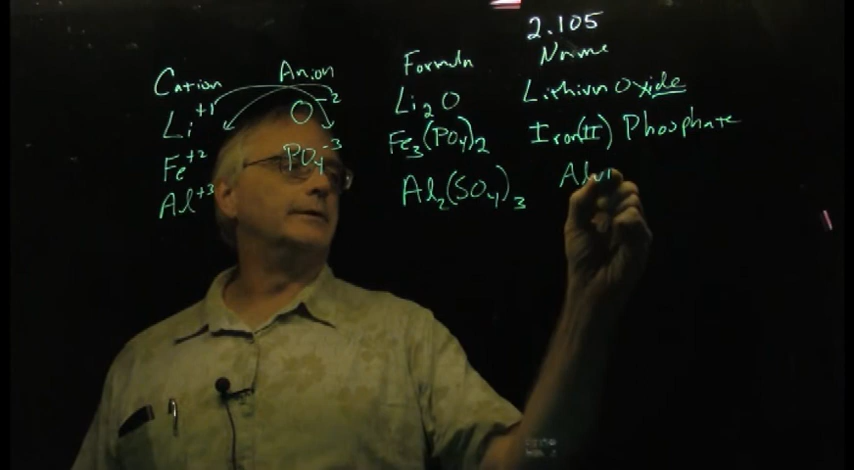 2.105
Cation Anion Formula Name
Li+1 O-2 Li2O Lithium Oxide
Fe+2 PO4-3 Fe3(PO4)2 Iron(II) Phosphate
Al+3 Al2(SO4)3 Alu